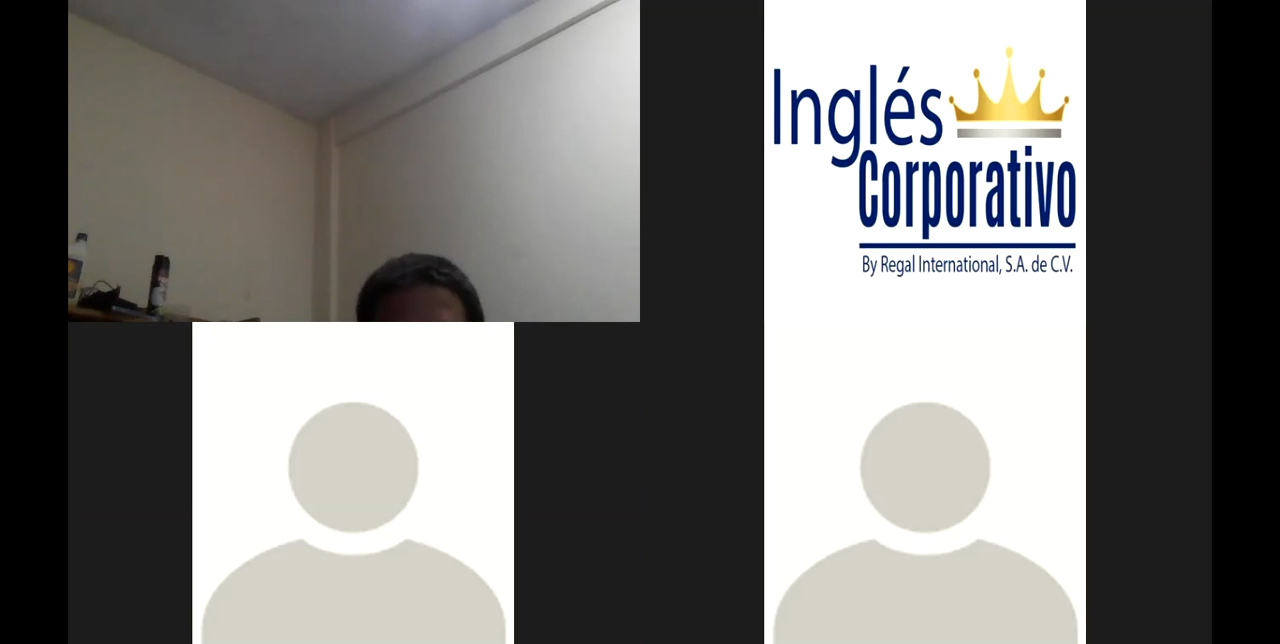 Inglés
Corporativo
By Regal International, S.A. de C.V.